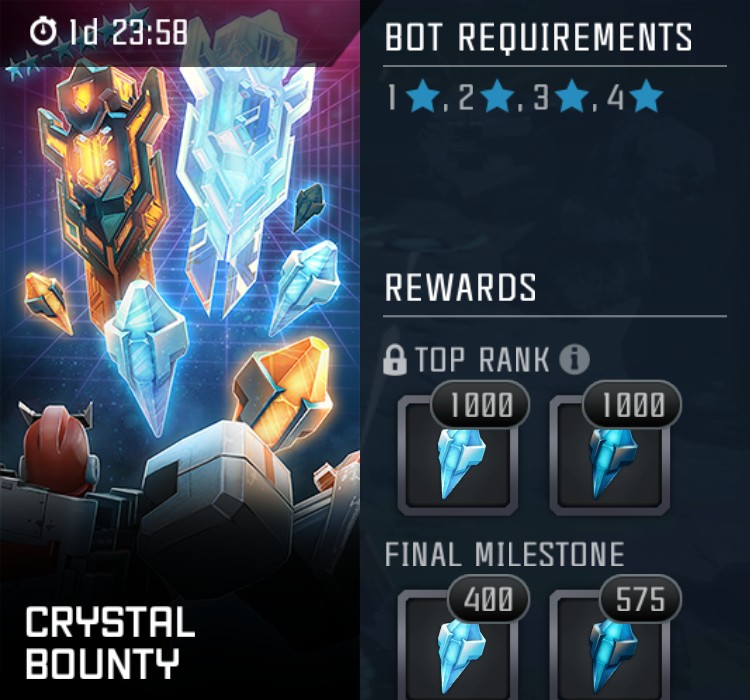 1d 23:58
CRYSTAL
BOUNTY
BOT REQUIREMENTS
1★, 2★, 3★, 4★
REWARDS
TOP RANK
1000 1000
FINAL MILESTONE
400 575